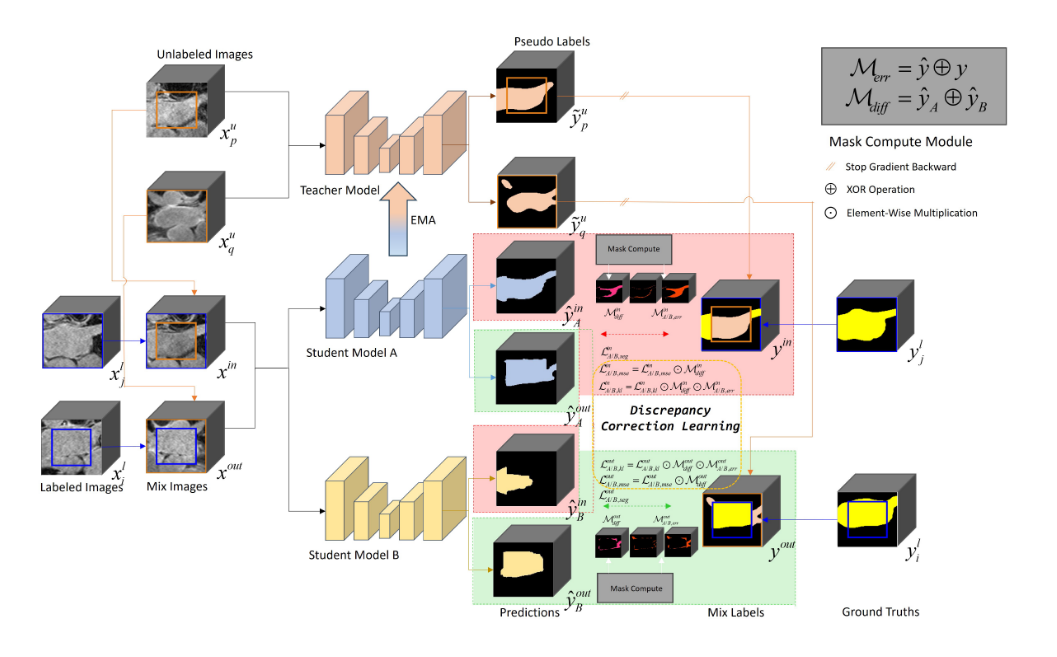 Unlabeled Images
Pseudo Labels
$\mathcal{M}_{err} = \hat{y} \oplus y$
$\mathcal{M}_{diff} = \hat{y}_A \oplus \hat{y}_B$
Mask Compute Module
// Stop Gradient Backward
⊕ XOR Operation
⊙ Element-Wise Multiplication
$x_p^u$
$\tilde{y}_p^u$
Teacher Model
$x_q^u$
EMA
$\tilde{y}_q^u$
Mask Compute
$\mathcal{M}_{diff}^{in}$ $\mathcal{M}_{A/B,err}^{in}$
$x_j^l$
$x^{in}$
Student Model A
$\hat{y}_A^{in}$
$y^{in}$
$y_j^l$
$\mathcal{L}_{A/B,seg}^{in}$
$\mathcal{L}_{A/B,mse}^{in} = \mathcal{L}_{A/B,mse}^{in} \odot \mathcal{M}_{diff}^{in}$
$\mathcal{L}_{A/B,kl}^{in} = \mathcal{L}_{A/B,kl}^{in} \odot \mathcal{M}_{diff}^{in} \odot \mathcal{M}_{A/B,err}^{in}$
$\hat{y}_A^{out}$
Discrepancy
Correction Learning
$x_i^l$
$x^{out}$
Labeled Images
Mix Images
$\mathcal{L}_{A/B,kl}^{out} = \mathcal{L}_{A/B,kl}^{out} \odot \mathcal{M}_{diff}^{out} \odot \mathcal{M}_{A/B,err}^{out}$
$\mathcal{L}_{A/B,mse}^{out} = \mathcal{L}_{A/B,mse}^{out} \odot \mathcal{M}_{diff}^{out}$
$\mathcal{L}_{A/B,seg}^{out}$
$\hat{y}_B^{in}$
$\mathcal{M}_{diff}^{out}$ $\mathcal{M}_{A/B,err}^{out}$
Student Model B
$y^{out}$
$y_i^l$
Mask Compute
$\hat{y}_B^{out}$
Predictions
Mix Labels
Ground Truths